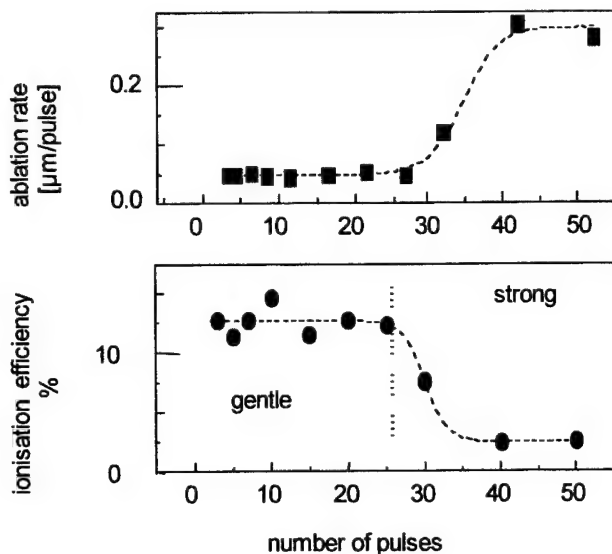 ablation rate
[µm/pulse]
0.2
0.0
0 10 20 30 40 50
ionisation efficiency
%
10
0
strong
gentle
0 10 20 30 40 50
number of pulses